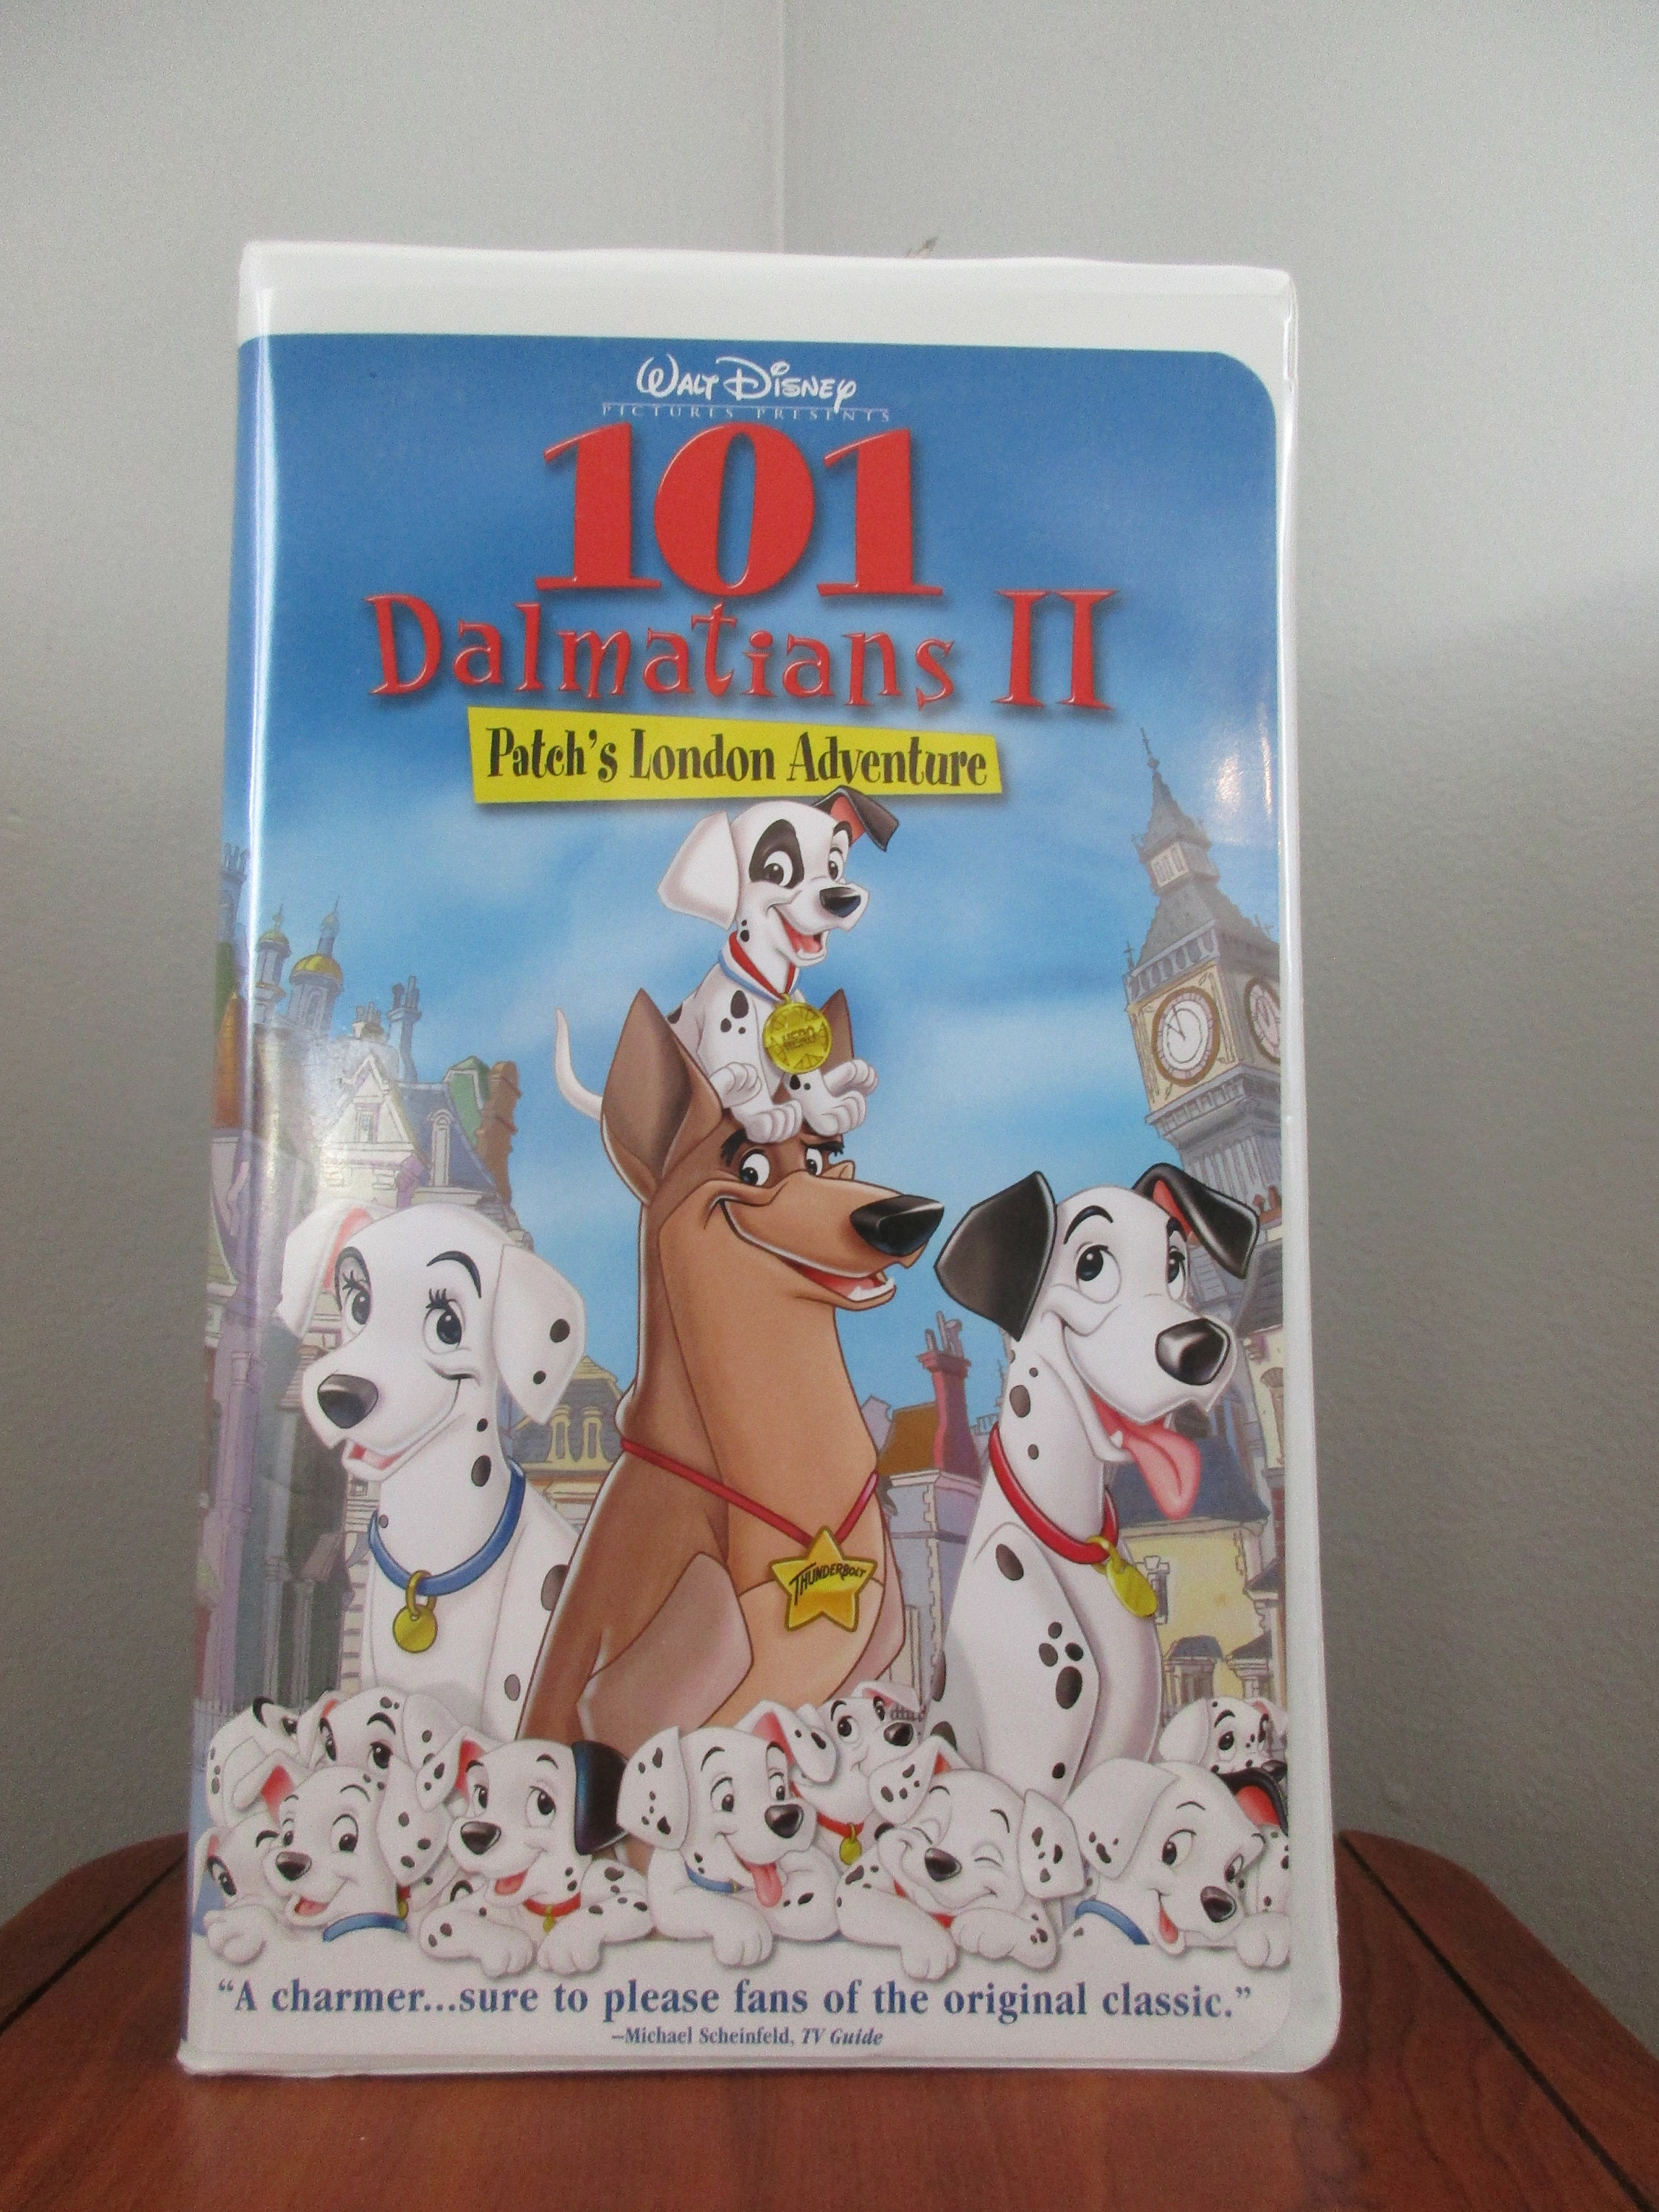 WALT DISNEY
PICTURES PRESENTS
101
Dalmatians II
Patch's London Adventure
HERO
THUNDERBOLT
“A charmer...sure to please fans of the original classic.”
–Michael Scheinfeld, TV Guide